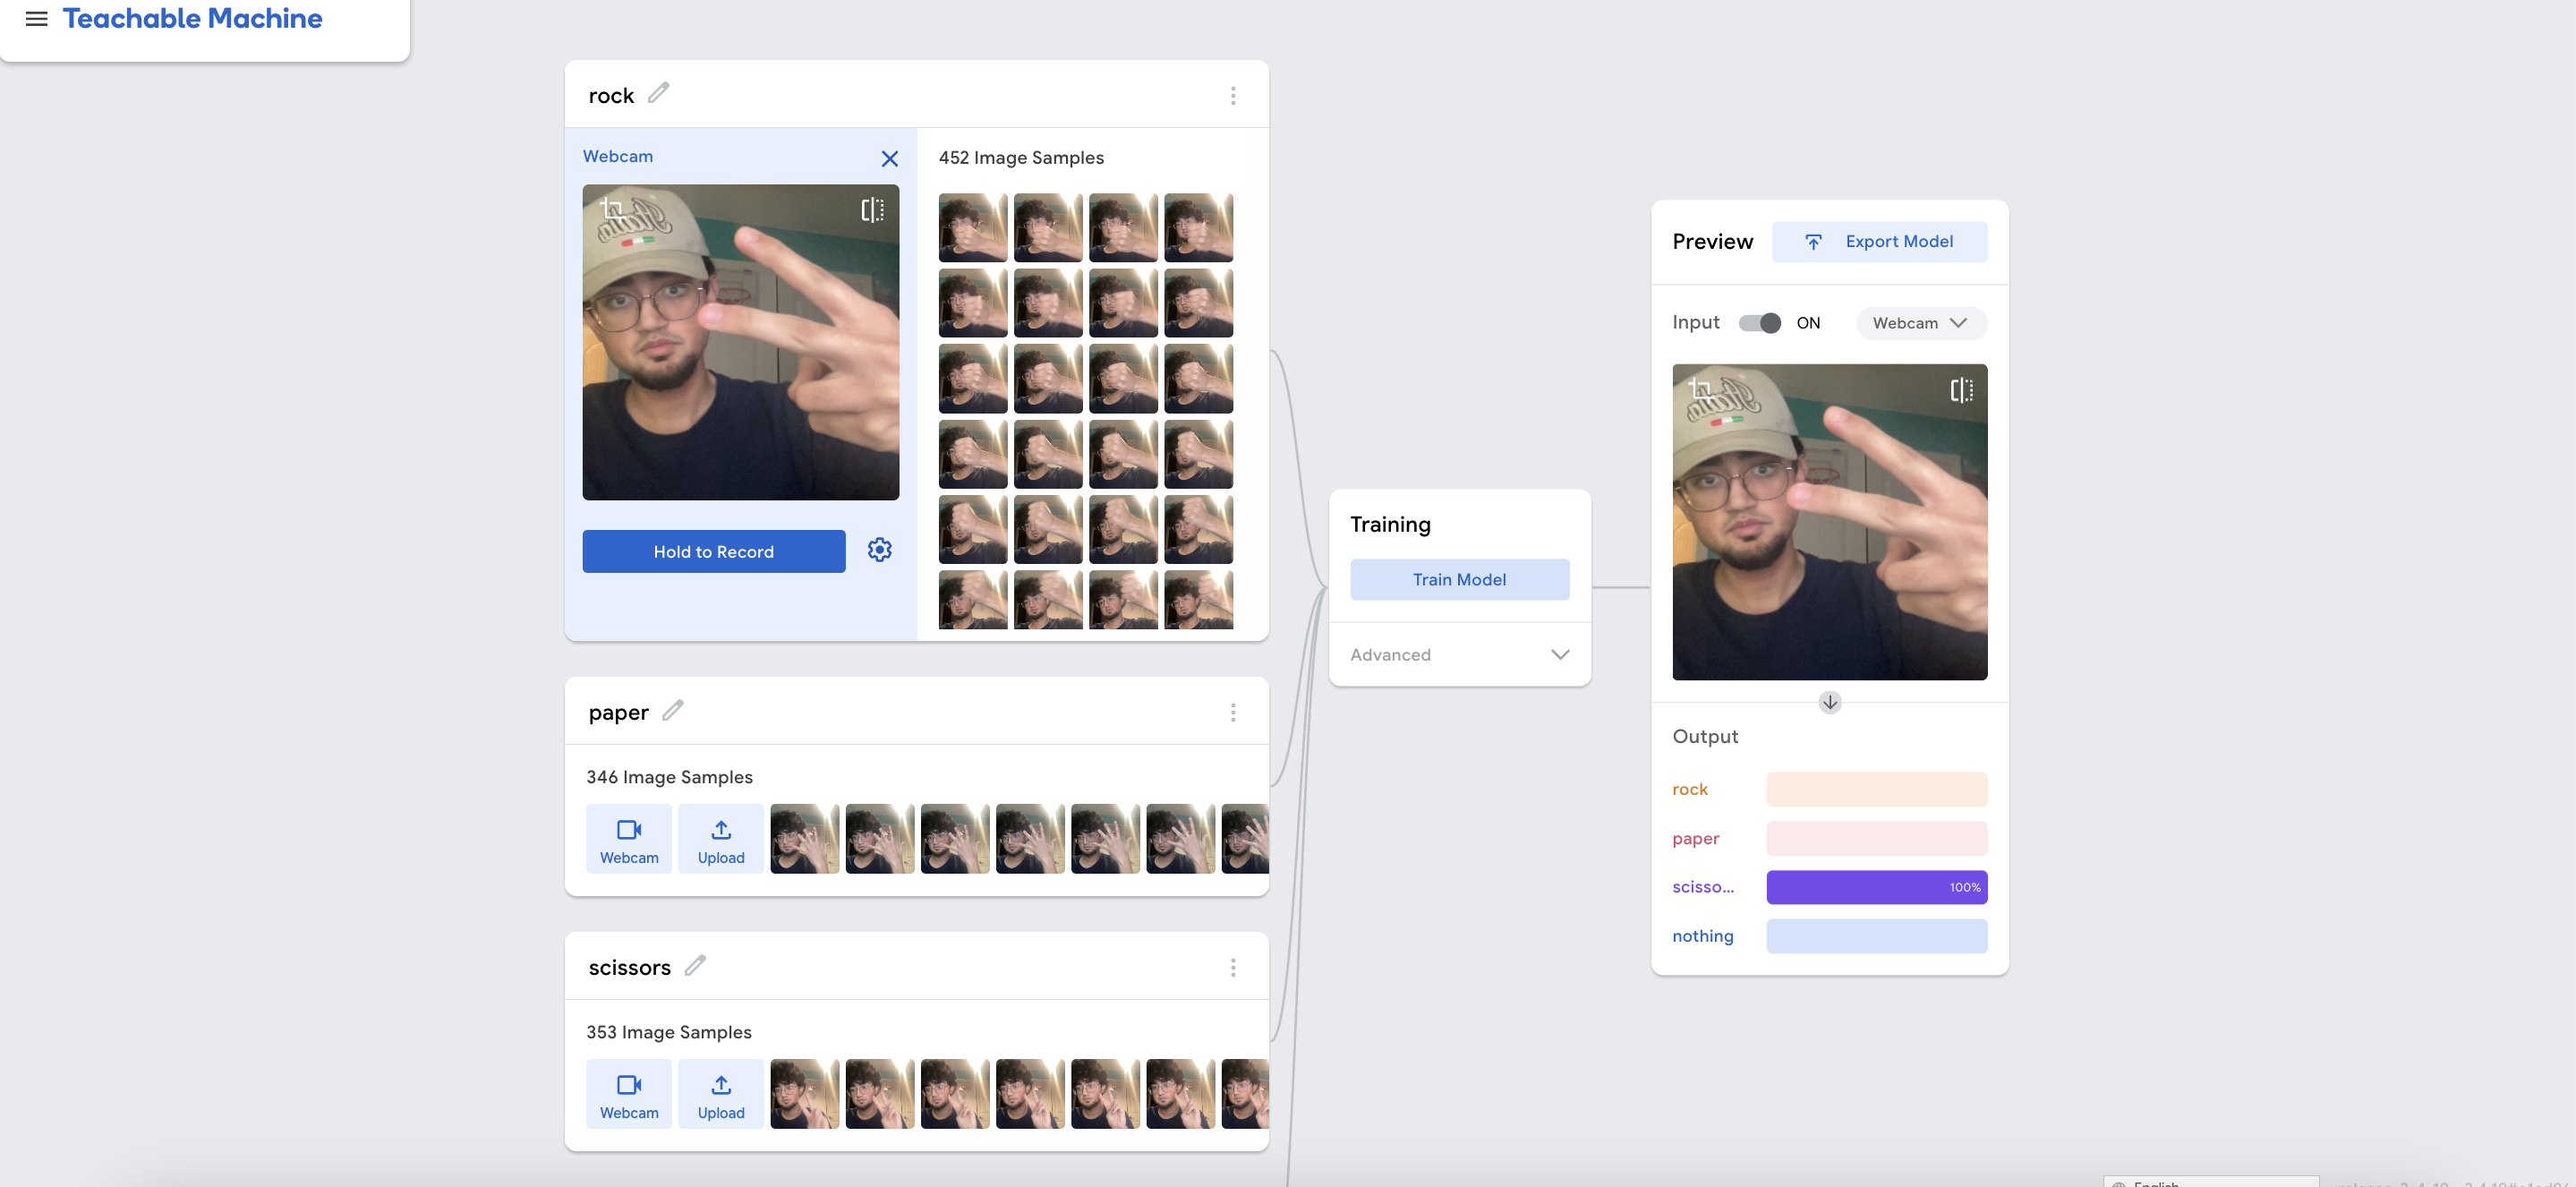 Teachable Machine
rock
Webcam
452 Image Samples
Hold to Record
paper
346 Image Samples
Webcam
Upload
scissors
353 Image Samples
Webcam
Upload
Training
Train Model
Advanced
Preview
Export Model
Input ON Webcam
Output
rock
paper
scisso... 100%
nothing
English